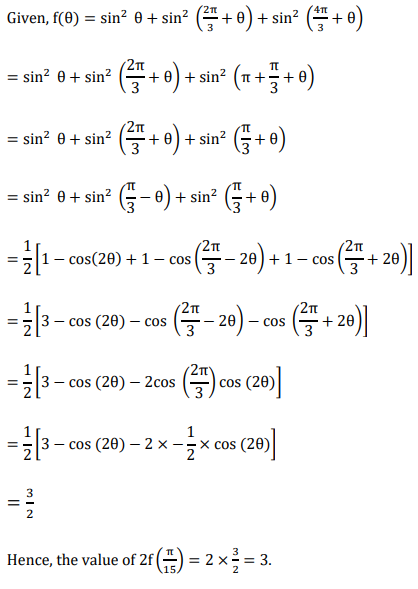 Given, f(θ) = sin² θ + sin² (2π/3 + θ) + sin² (4π/3 + θ)
= sin² θ + sin² (2π/3 + θ) + sin² (π + π/3 + θ)
= sin² θ + sin² (2π/3 + θ) + sin² (π/3 + θ)
= sin² θ + sin² (π/3 − θ) + sin² (π/3 + θ)
= 1/2 [1 − cos(2θ) + 1 − cos (2π/3 − 2θ) + 1 − cos (2π/3 + 2θ)]
= 1/2 [3 − cos (2θ) − cos (2π/3 − 2θ) − cos (2π/3 + 2θ)]
= 1/2 [3 − cos (2θ) − 2cos (2π/3) cos (2θ)]
= 1/2 [3 − cos (2θ) − 2 × −1/2 × cos (2θ)]
= 3/2
Hence, the value of 2f (π/15) = 2 × 3/2 = 3.